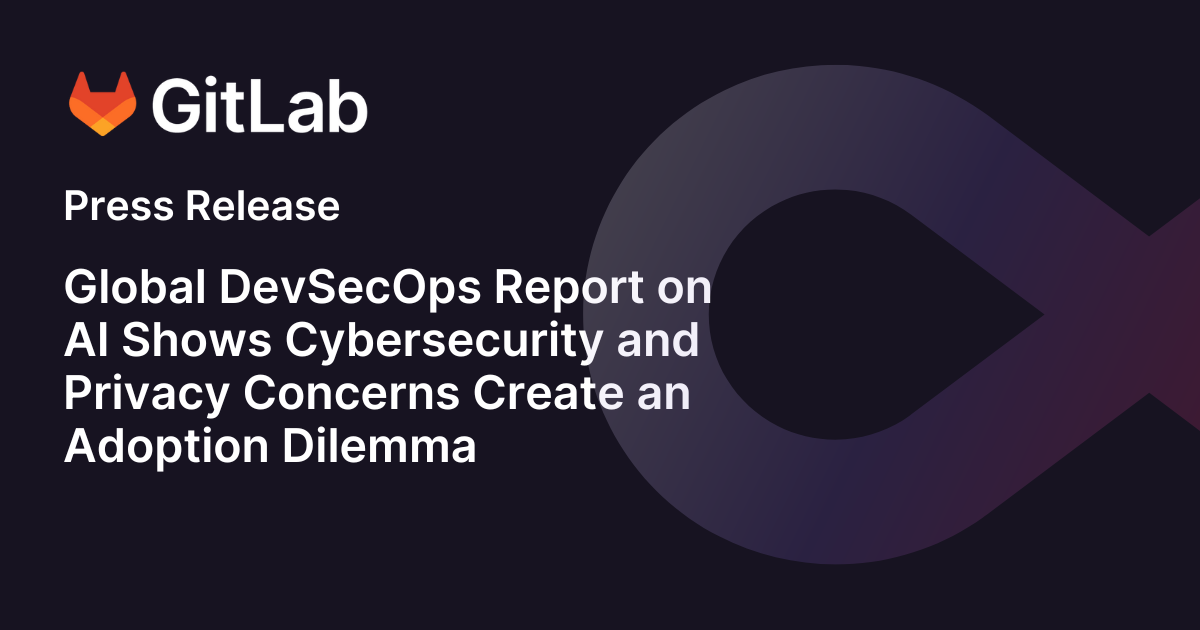 GitLab
Press Release
Global DevSecOps Report on
AI Shows Cybersecurity and
Privacy Concerns Create an
Adoption Dilemma